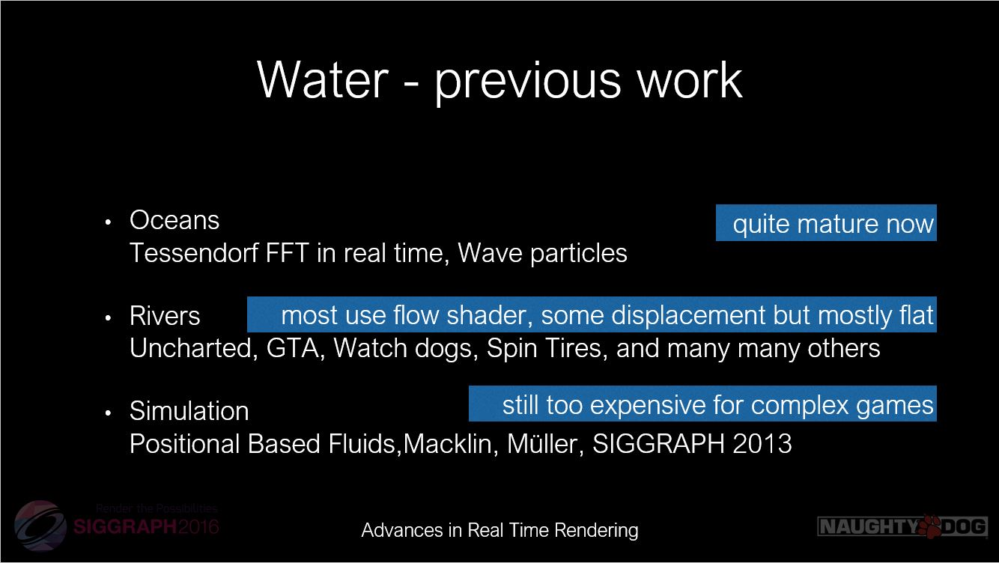 Water - previous work
• Oceans
quite mature now
Tessendorf FFT in real time, Wave particles
• Rivers
most use flow shader, some displacement but mostly flat
Uncharted, GTA, Watch dogs, Spin Tires, and many many others
• Simulation
still too expensive for complex games
Positional Based Fluids,Macklin, Müller, SIGGRAPH 2013
Render the Possibilities
SIGGRAPH2016
Advances in Real Time Rendering
NAUGHTY DOG